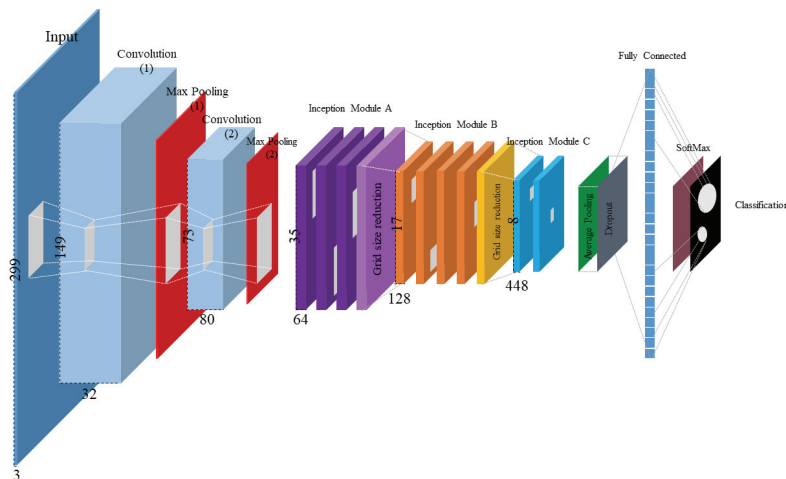 Input
Convolution
(1)
Max Pooling
(1)
Convolution
(2)
Max Pooling
(2)
Inception Module A
Inception Module B
Inception Module C
Fully Connected
SoftMax
Classification
Grid size reduction
Grid size reduction
Average Pooling
Dropout
299
149
73
35
17
8
3
32
80
64
128
448